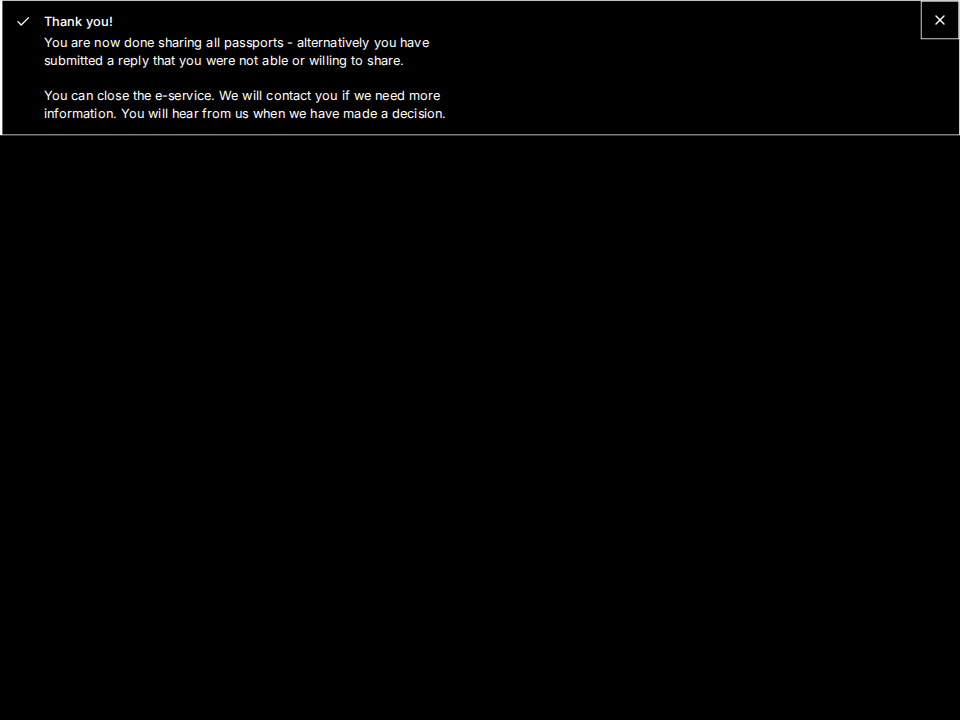 Thank you!
You are now done sharing all passports - alternatively you have
submitted a reply that you were not able or willing to share.
You can close the e-service. We will contact you if we need more
information. You will hear from us when we have made a decision.